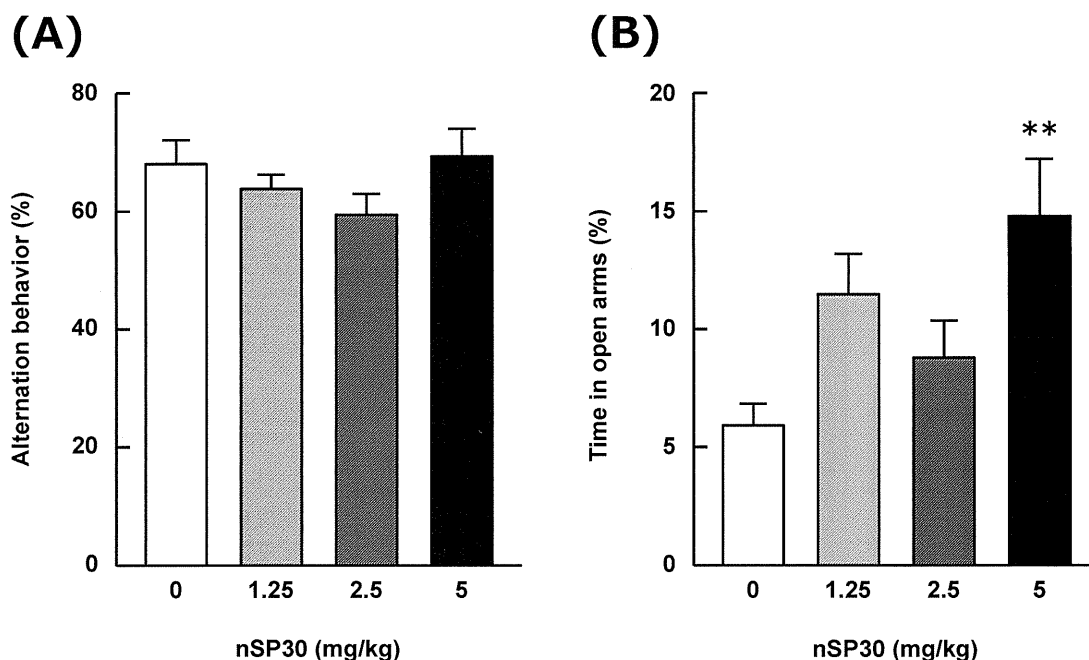 (A)
80
60
40
20
0
Alternation behavior (%)
0 1.25 2.5 5
nSP30 (mg/kg)
(B)
20
15
10
5
0
Time in open arms (%)
**
0 1.25 2.5 5
nSP30 (mg/kg)